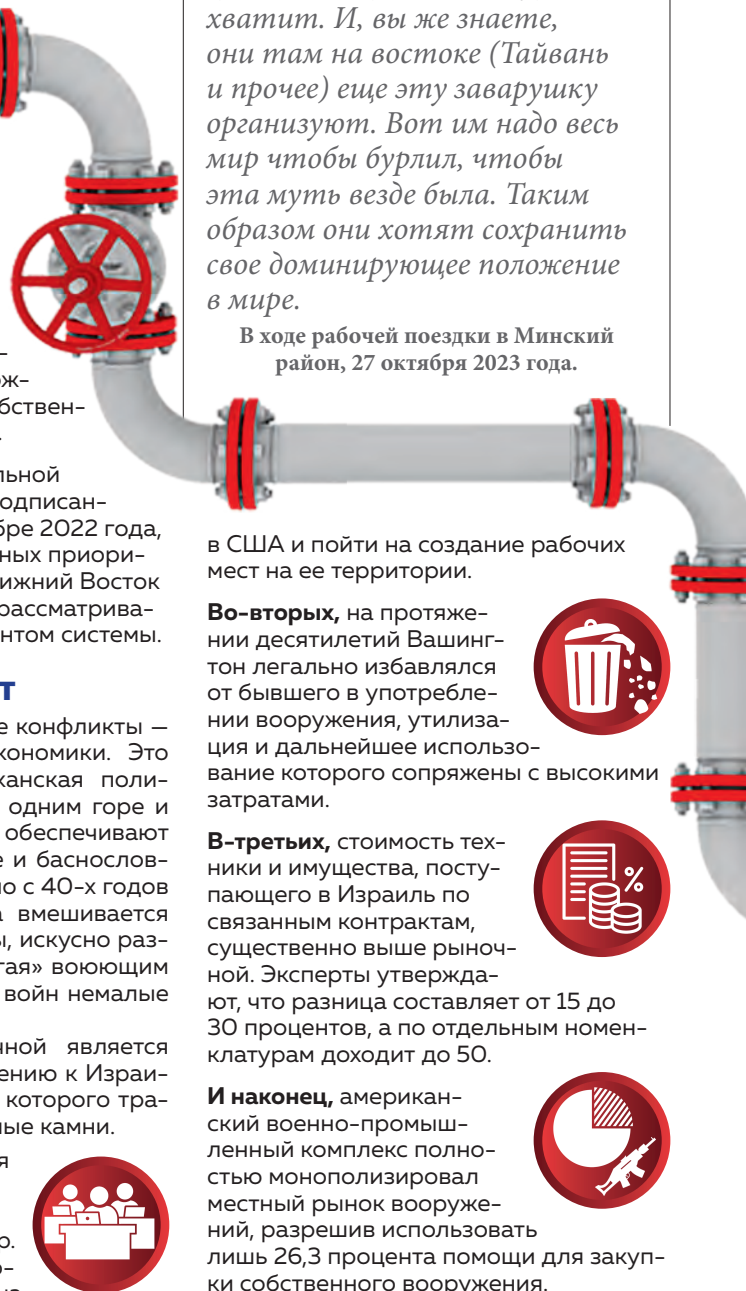 хватит. И, вы же знаете,
они там на востоке (Тайвань
и прочее) еще эту заварушку
организуют. Вот им надо весь
мир чтобы бурлил, чтобы
эта муть везде была. Таким
образом они хотят сохранить
свое доминирующее положение
в мире.
В ходе рабочей поездки в Минский
район, 27 октября 2023 года.
бре 2022 года,
ижний Восток
нтом системы.
т
е конфликты —
кономики. Это
канская поли-
одним горе и
обеспечивают
е и баснослов-
но с 40-х годов
а вмешивается
ы, искусно раз-
гая» воюющим
войн немалые
чной является
ению к Израи-
которого тра-
ные камни.
я
р.
о-
в США и пойти на создание рабочих
мест на ее территории.
Во-вторых, на протяже-
нии десятилетий Вашинг-
тон легально избавлялся
от бывшего в употребле-
нии вооружения, утилиза-
ция и дальнейшее использо-
вание которого сопряжены с высокими
затратами.
В-третьих, стоимость тех-
ники и имущества, посту-
пающего в Израиль по
связанным контрактам,
существенно выше рыноч-
ной. Эксперты утвержда-
ют, что разница составляет от 15 до
30 процентов, а по отдельным номен-
клатурам доходит до 50.
%
И наконец, американ-
ский военно-промыш-
ленный комплекс полно-
стью монополизировал
местный рынок вооруже-
ний, разрешив использовать
лишь 26,3 процента помощи для закуп-
ки собственного вооружения.